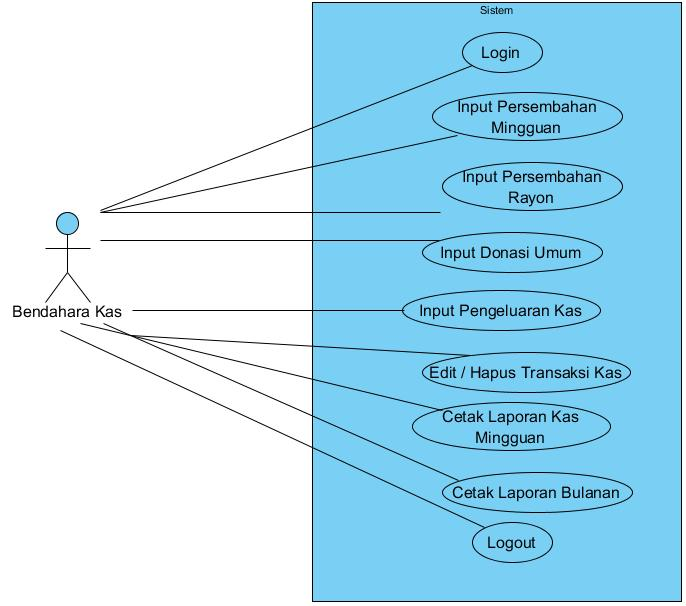 Sistem
Login
Input Persembahan
Mingguan
Input Persembahan
Rayon
Input Donasi Umum
Bendahara Kas
Input Pengeluaran Kas
Edit / Hapus Transaksi Kas
Cetak Laporan Kas
Mingguan
Cetak Laporan Bulanan
Logout